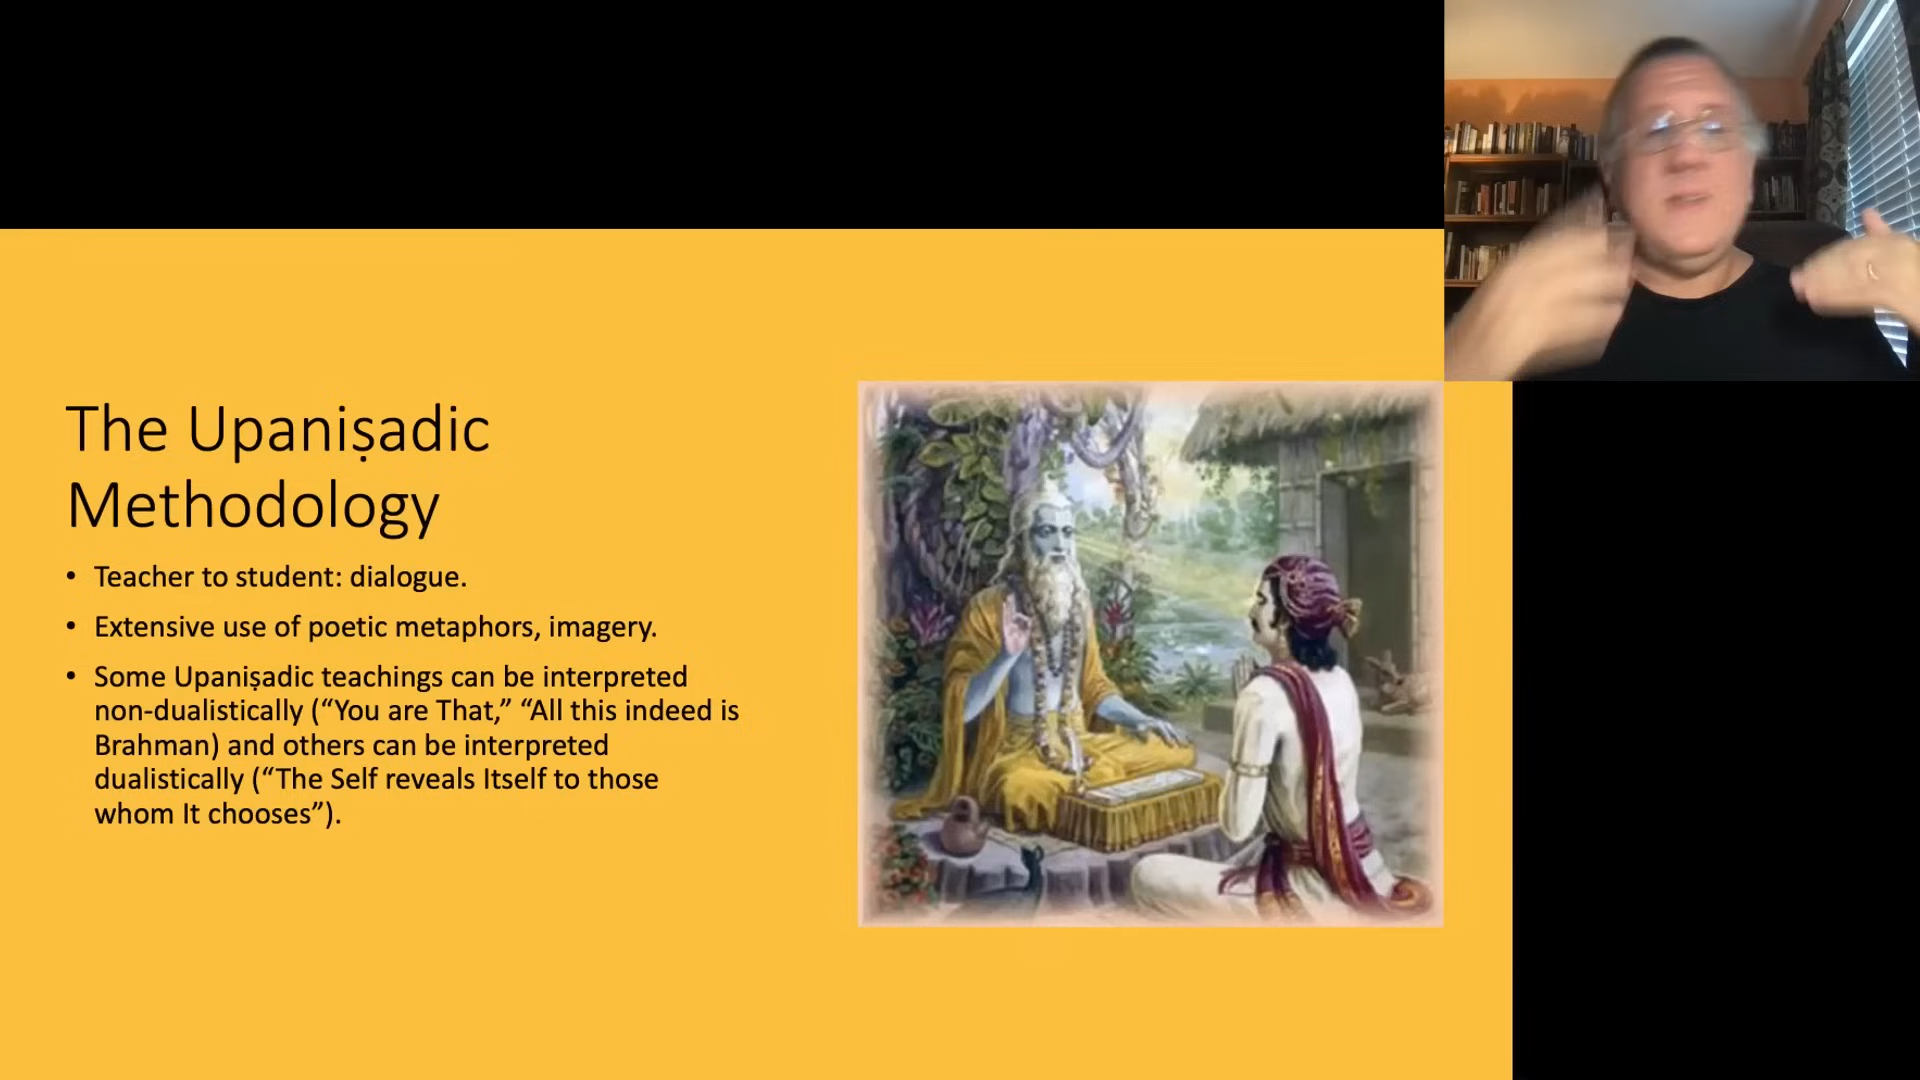 The Upaniṣadic
Methodology
• Teacher to student: dialogue.
• Extensive use of poetic metaphors, imagery.
• Some Upaniṣadic teachings can be interpreted
non-dualistically (“You are That,” “All this indeed is
Brahman) and others can be interpreted
dualistically (“The Self reveals Itself to those
whom It chooses”).